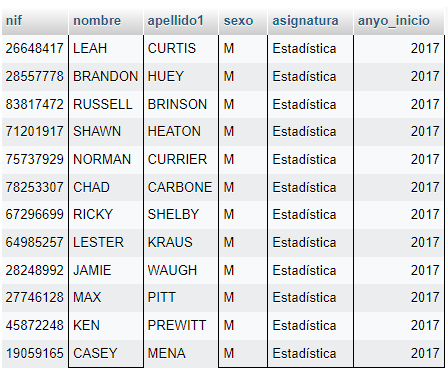 nif nombre apellido1 sexo asignatura anyo_inicio
26648417 LEAH CURTIS M Estadística 2017
28557778 BRANDON HUEY M Estadística 2017
83817472 RUSSELL BRINSON M Estadística 2017
71201917 SHAWN HEATON M Estadística 2017
75737929 NORMAN CURRIER M Estadística 2017
78253307 CHAD CARBONE M Estadística 2017
67296699 RICKY SHELBY M Estadística 2017
64985257 LESTER KRAUS M Estadística 2017
28248992 JAMIE WAUGH M Estadística 2017
27746128 MAX PITT M Estadística 2017
45872248 KEN PREWITT M Estadística 2017
19059165 CASEY MENA M Estadística 2017